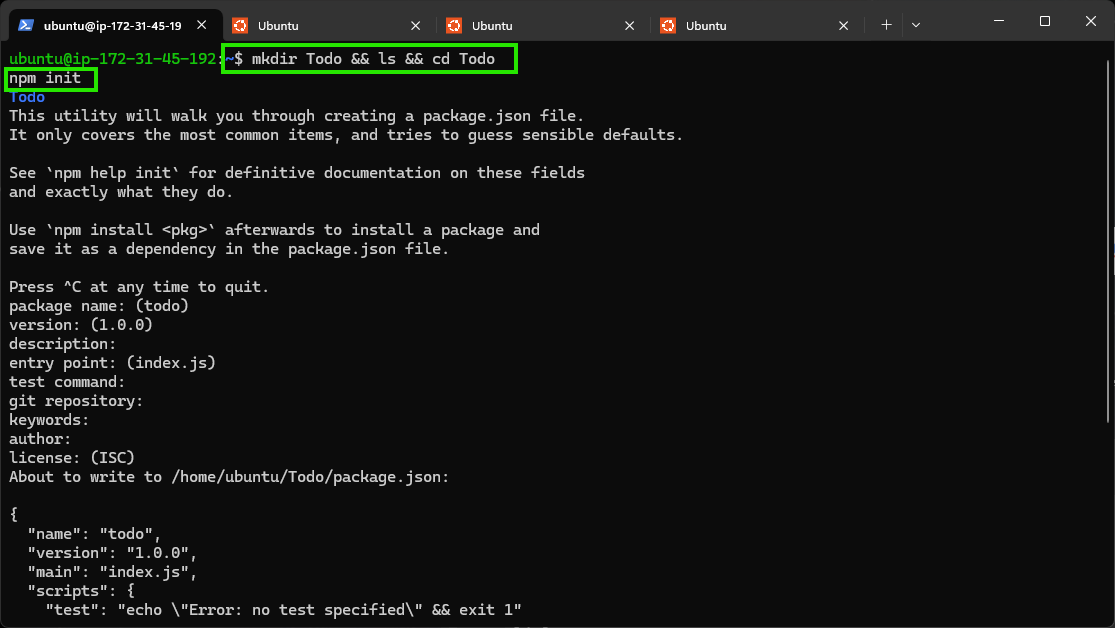 ubuntu@ip-172-31-45-19
Ubuntu
Ubuntu
Ubuntu
ubuntu@ip-172-31-45-192:~$ mkdir Todo && ls && cd Todo
npm init
Todo
This utility will walk you through creating a package.json file.
It only covers the most common items, and tries to guess sensible defaults.
See `npm help init` for definitive documentation on these fields
and exactly what they do.
Use `npm install <pkg>` afterwards to install a package and
save it as a dependency in the package.json file.
Press ^C at any time to quit.
package name: (todo)
version: (1.0.0)
description:
entry point: (index.js)
test command:
git repository:
keywords:
author:
license: (ISC)
About to write to /home/ubuntu/Todo/package.json:
{
  "name": "todo",
  "version": "1.0.0",
  "main": "index.js",
  "scripts": {
    "test": "echo \"Error: no test specified\" && exit 1"